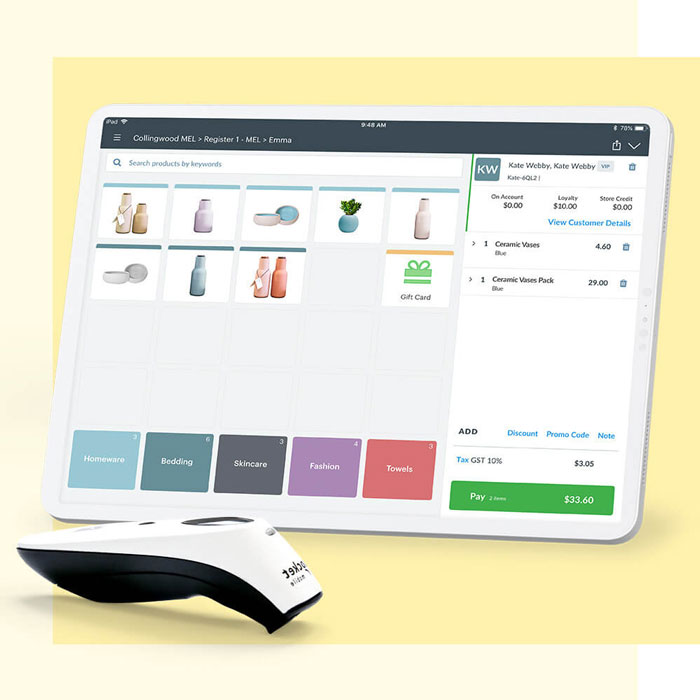 iPad
9:48 AM
78%
Collingwood MEL > Register 1 - MEL > Emma
Search products by keywords
KW
Kate Webby, Kate Webby VIP
Kate-6QL2 |
On Account
$0.00
Loyalty
$10.00
Store Credit
$0.00
View Customer Details
1 Ceramic Vases 4.60
Blue
1 Ceramic Vases Pack 29.00
Blue
Gift Card
3
Homeware
6
Bedding
3
Skincare
4
Fashion
3
Towels
ADD Discount Promo Code Note
Tax GST 10% $3.05
Pay 2 items $33.60